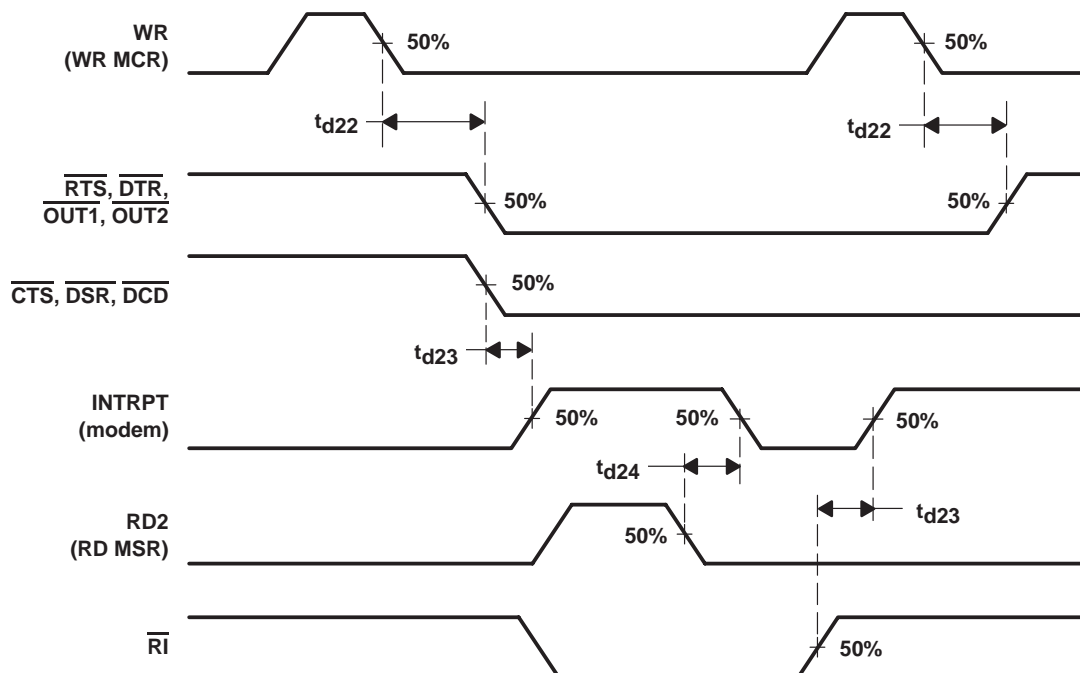 WR
(WR MCR)
50%
50%
td22
td22
RTS, DTR,
OUT1, OUT2
50%
50%
CTS, DSR, DCD
50%
td23
INTRPT
(modem)
50%
50%
50%
td24
td23
RD2
(RD MSR)
50%
RI
50%